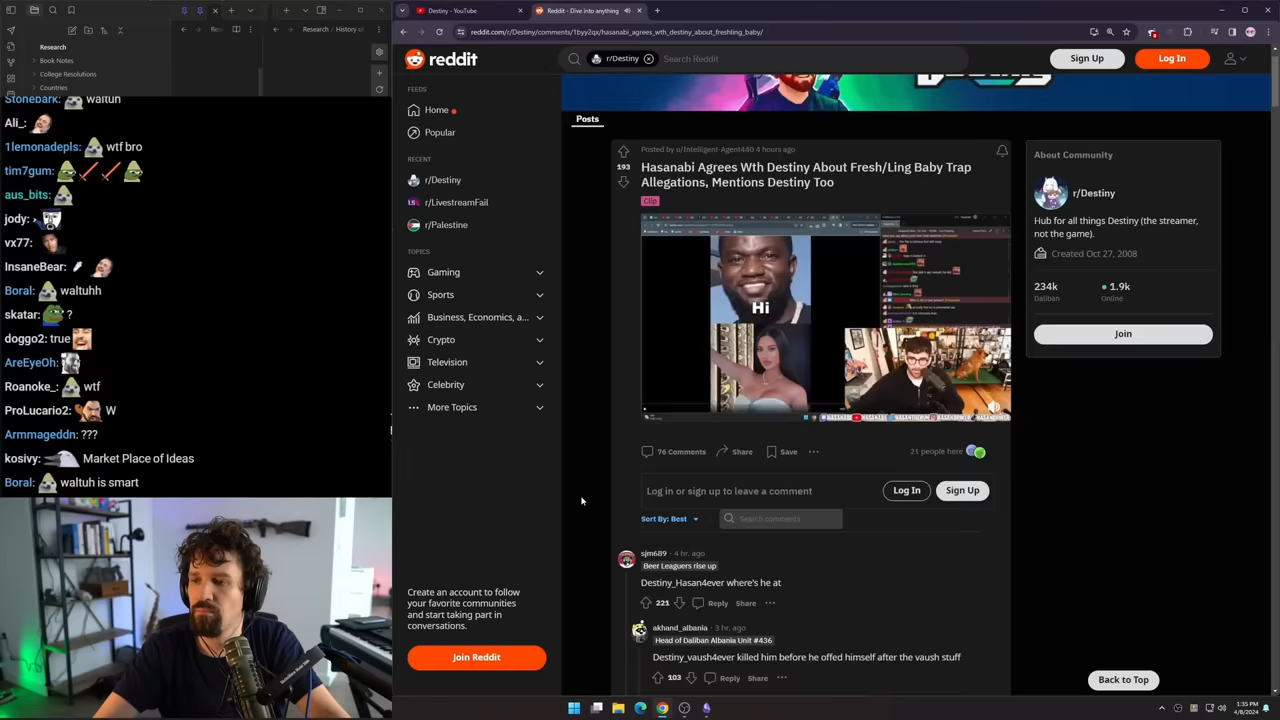 Research
Book Notes
College Resolutions
Countries
Research / History of
Stonebark:
Ali_:
1lemonadepls: wtf bro
tim7gum:
aus_bits:
jody:
InsaneBear:
Boral: waltuhh
skatar: ?
doggo2: true
AreEyeOh:
Roanoke_: wtf
ProLucario2: W
Armmageddn: ???
kosivy: Market Place of Ideas
Boral: waltuh is smart
Destiny - YouTube
Reddit - Dive into anything
reddit.com/r/Destiny/comments/1byy2qx/hasanabi_agrees_wth_destiny_about_freshling_baby/
reddit
r/Destiny
Search Reddit
Sign Up
Log In
FEEDS
Home
Popular
RECENT
r/Destiny
r/LivestreamFail
r/Palestine
TOPICS
Gaming
Sports
Business, Economics, a...
Crypto
Television
Celebrity
More Topics
Create an account to follow
your favorite communities
and start taking part in
conversations.
Join Reddit
Posts
Posted by u/Intelligent-Agent440 4 hours ago
193
Hasanabi Agrees Wth Destiny About Fresh/Ling Baby Trap
Allegations, Mentions Destiny Too
Clip
Hi
76 Comments
Share
Save
21 people here
Log in or sign up to leave a comment
Log In
Sign Up
Sort By: Best
Search comments
sjm689 · 4 hr. ago
Beer Leaguers rise up
Destiny_Hasan4ever where's he at
221
Reply
Share
akhand_albania · 3 hr. ago
Head of Daliban Albania Unit #436
Destiny_vaush4ever killed him before he offed himself after the vaush stuff
103
Reply
Share
About Community
r/Destiny
Hub for all things Destiny (the streamer,
not the game).
Created Oct 27, 2008
234k
Daliban
1.9k
Online
Join
Back to Top
1:35 PM
4/8/2024